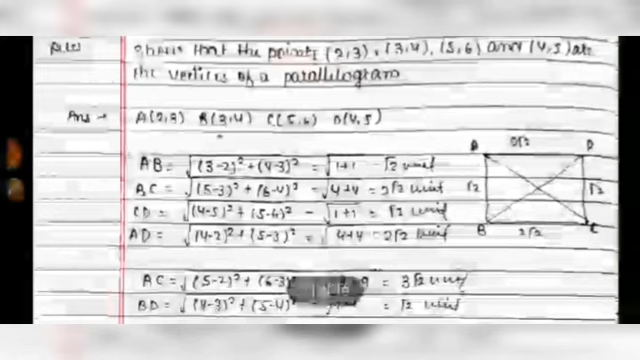 Show that the points (2,3), (3,4), (5,6) and (4,5) are
the vertices of a parallelogram
Ans → A(2,3) B(3,4) C(5,6) D(4,5)
AB = √(3-2)²+(4-3)² = √1+1 = √2 unit
BC = √(5-3)²+(6-4)² = √4+4 = 2√2 unit
CD = √(4-5)²+(5-6)² = √1+1 = √2 unit
AD = √(4-2)²+(5-3)² = √4+4 = 2√2 unit
A 2√2 D
√2 √2
B 2√2 C
AC = √(5-2)²+(6-3)² = 3√2 unit
BD = √(4-3)²+(5-4)² = √2 unit